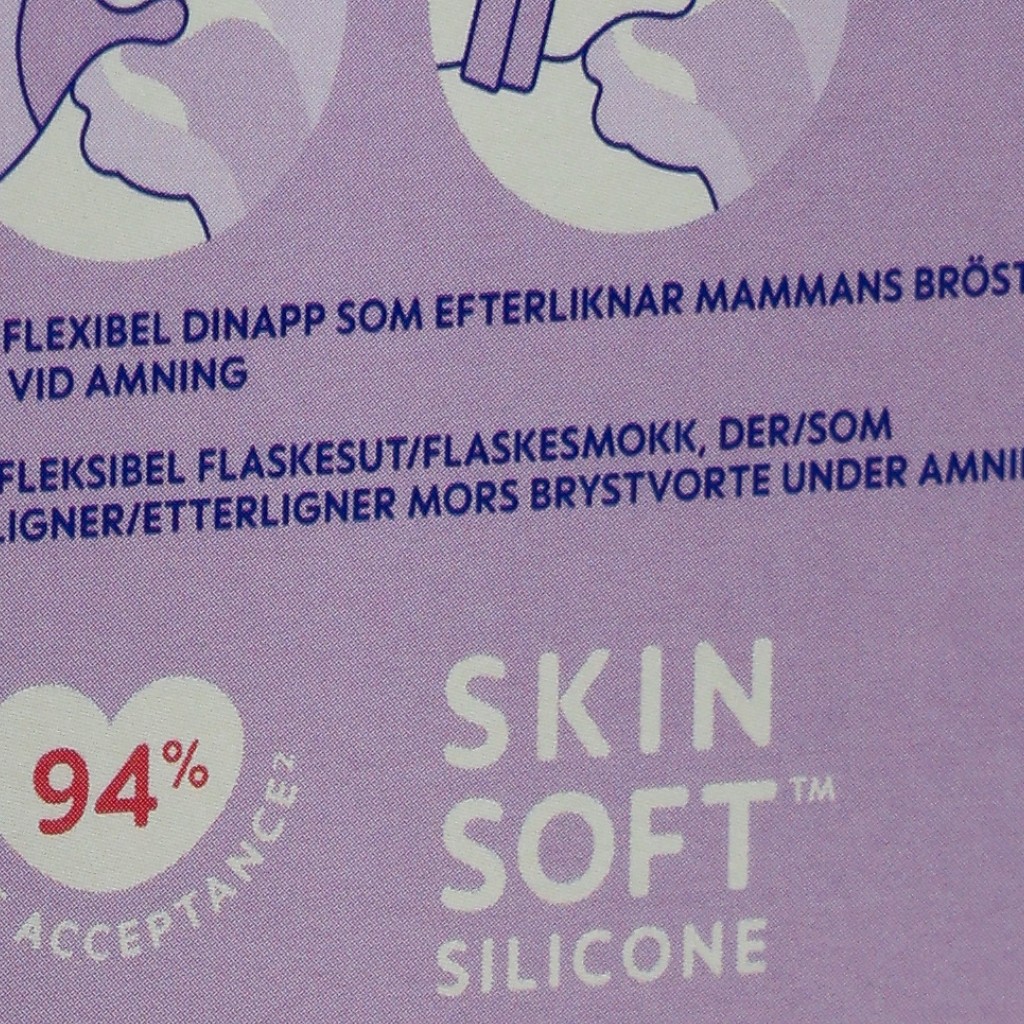 FLEXIBEL DINAPP SOM EFTERLIKNAR MAMMANS BRÖST
VID AMNING
FLEKSIBEL FLASKESUT/FLASKESMOKK, DER/SOM
LIGNER/ETTERLIGNER MORS BRYSTVORTE UNDER AMNI
94%
ACCEPTANCE2
SKIN
SOFT™
SILICONE